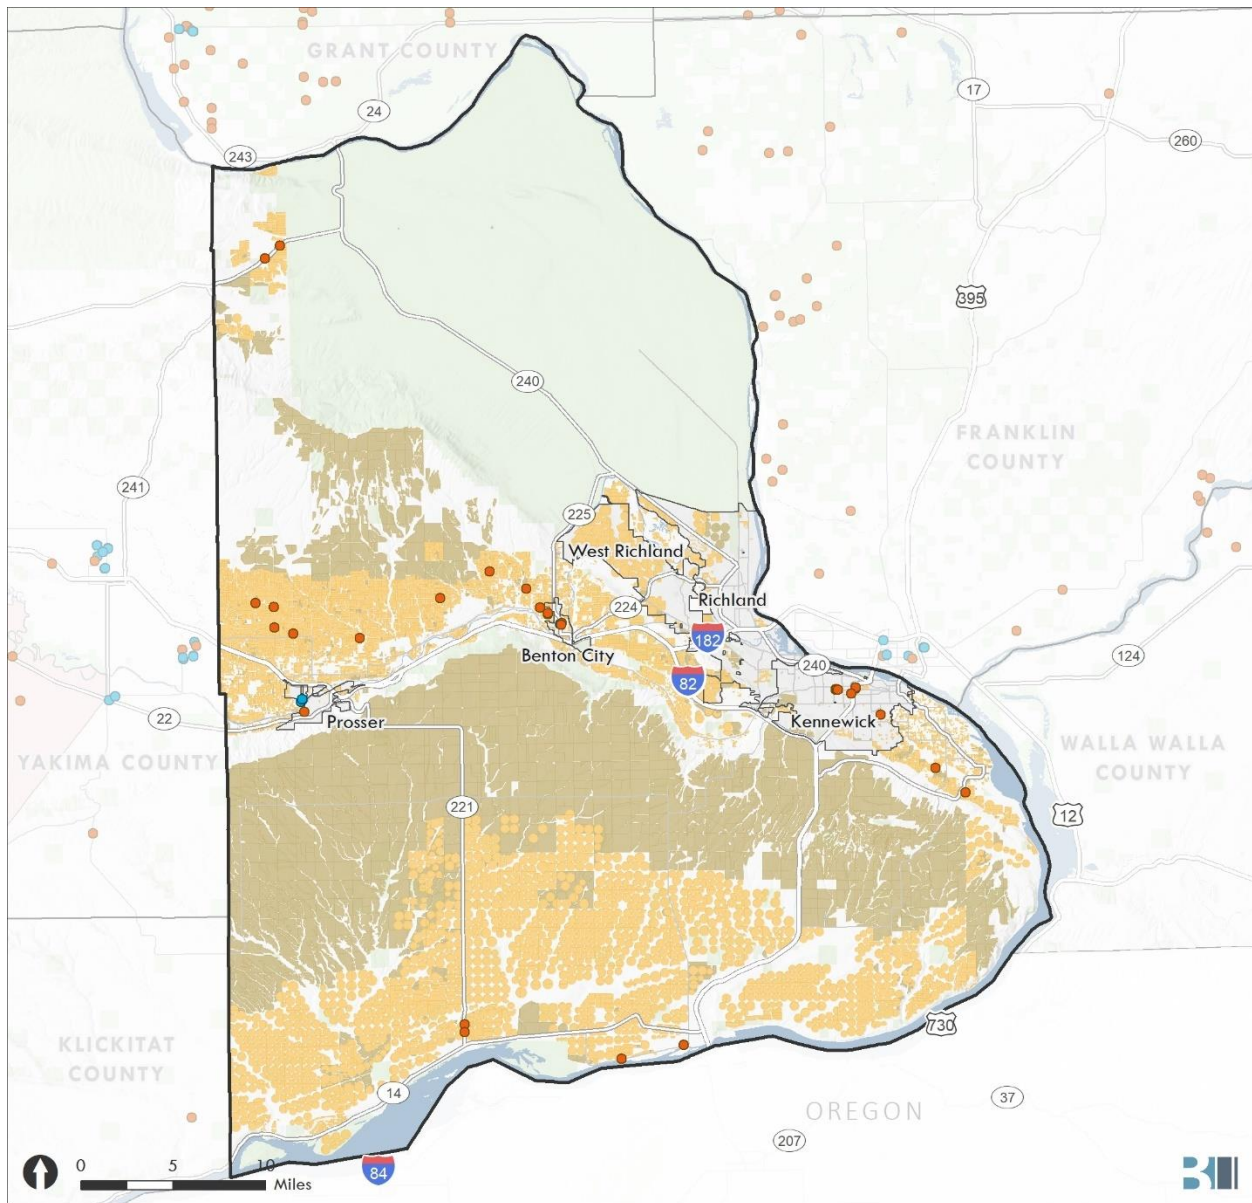 GRANT COUNTY
24
17
243
260
395
240
FRANKLIN
COUNTY
241
225
West Richland
224
Richland
182
Benton City
240
124
82
22
Prosser
Kennewick
YAKIMA COUNTY
WALLA WALLA
COUNTY
221
12
730
KLICKITAT
COUNTY
14
37
OREGON
207
0 5 10
Miles
84